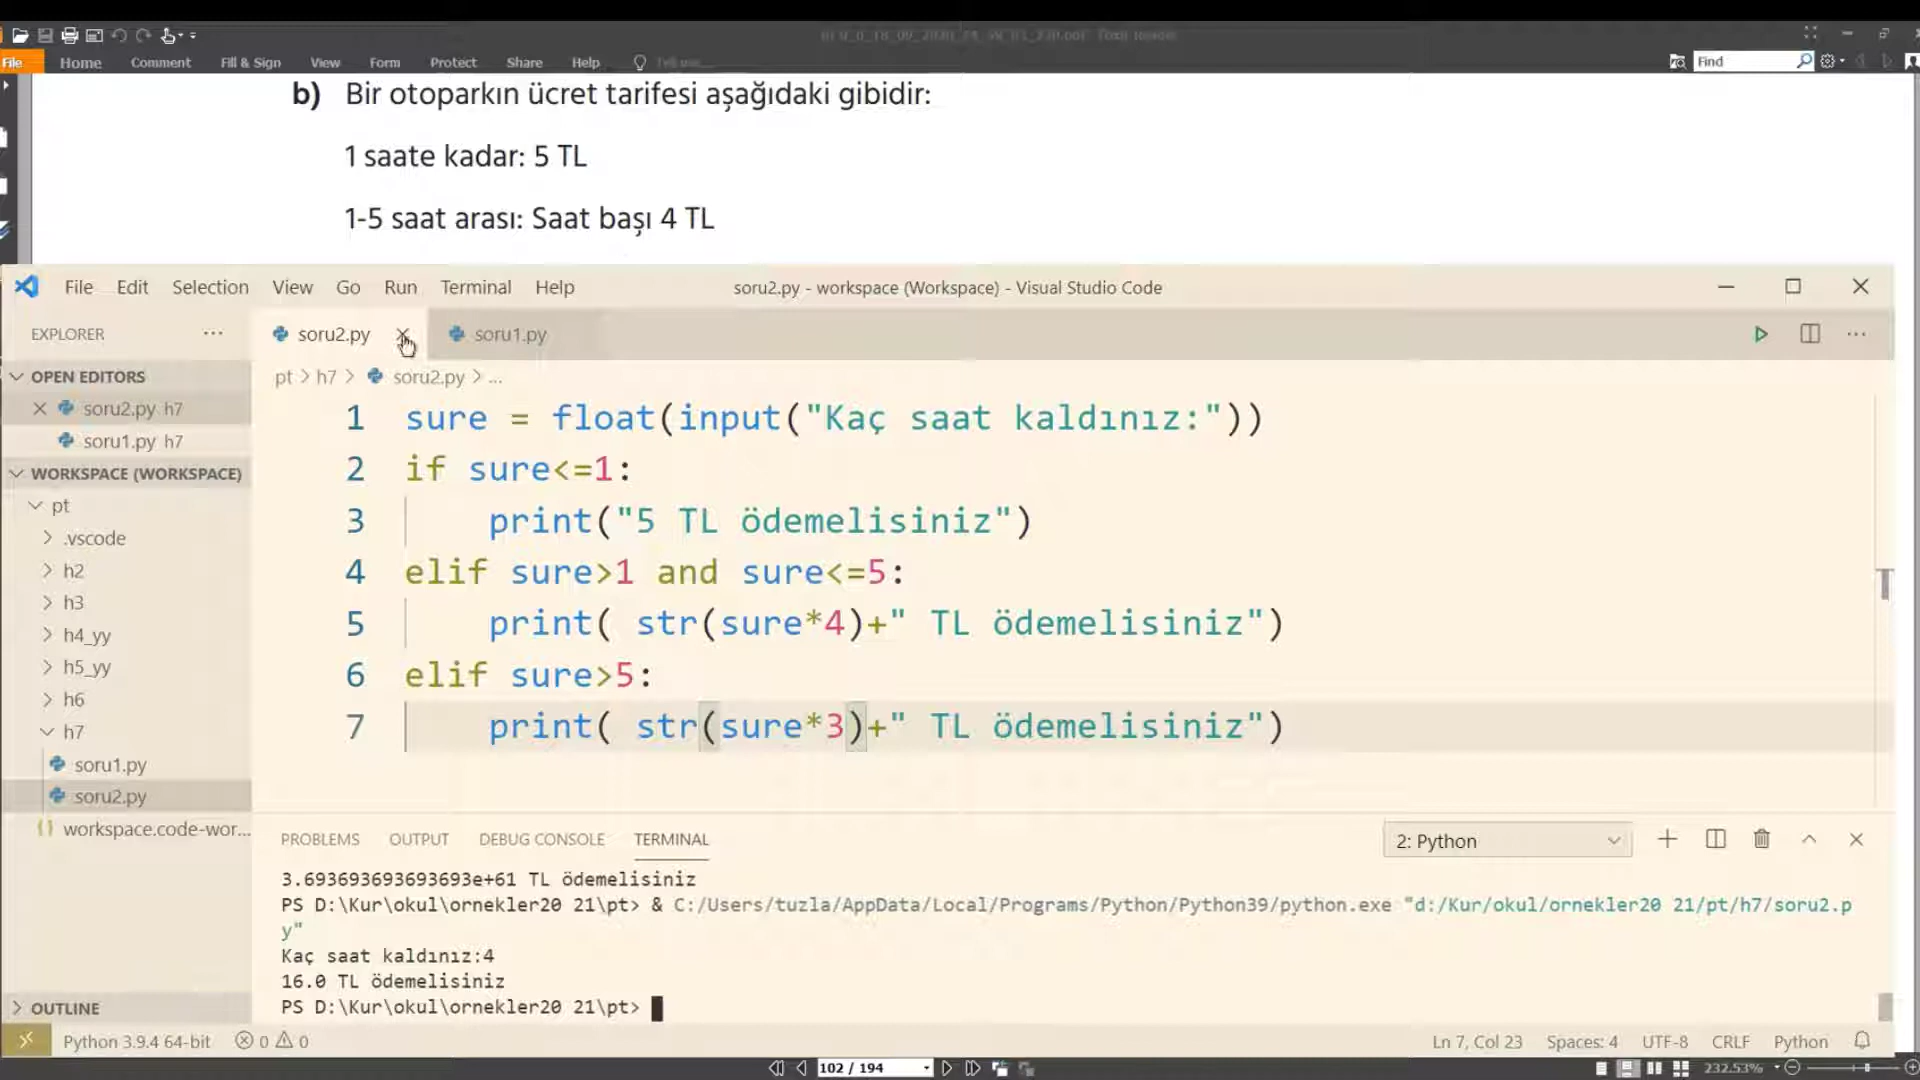 File Home Comment Fill & Sign View Form Protect Share Help Find
b) Bir otoparkın ücret tarifesi aşağıdaki gibidir:
1 saate kadar: 5 TL
1-5 saat arası: Saat başı 4 TL
File Edit Selection View Go Run Terminal Help soru2.py - workspace (Workspace) - Visual Studio Code
EXPLORER ... soru2.py soru1.py ...
OPEN EDITORS
pt > h7 > soru2.py > ...
soru2.py h7
soru1.py h7
WORKSPACE (WORKSPACE)
pt
.vscode
h2
h3
h4_yy
h5_yy
h6
h7
soru1.py
soru2.py
workspace.code-wor...
OUTLINE
1 sure = float(input("Kaç saat kaldınız:"))
2 if sure<=1:
3 print("5 TL ödemelisiniz")
4 elif sure>1 and sure<=5:
5 print( str(sure*4)+" TL ödemelisiniz")
6 elif sure>5:
7 print( str(sure*3)+" TL ödemelisiniz")
PROBLEMS OUTPUT DEBUG CONSOLE TERMINAL 2: Python
3.693693693693693e+61 TL ödemelisiniz
PS D:\Kur\okul\ornekler20 21\pt> & C:/Users/tuzla/AppData/Local/Programs/Python/Python39/python.exe "d:/Kur/okul/ornekler20 21/pt/h7/soru2.p
y"
Kaç saat kaldınız:4
16.0 TL ödemelisiniz
PS D:\Kur\okul\ornekler20 21\pt>
Python 3.9.4 64-bit 0 0 Ln 7, Col 23 Spaces: 4 UTF-8 CRLF Python
102 / 194 232.53%